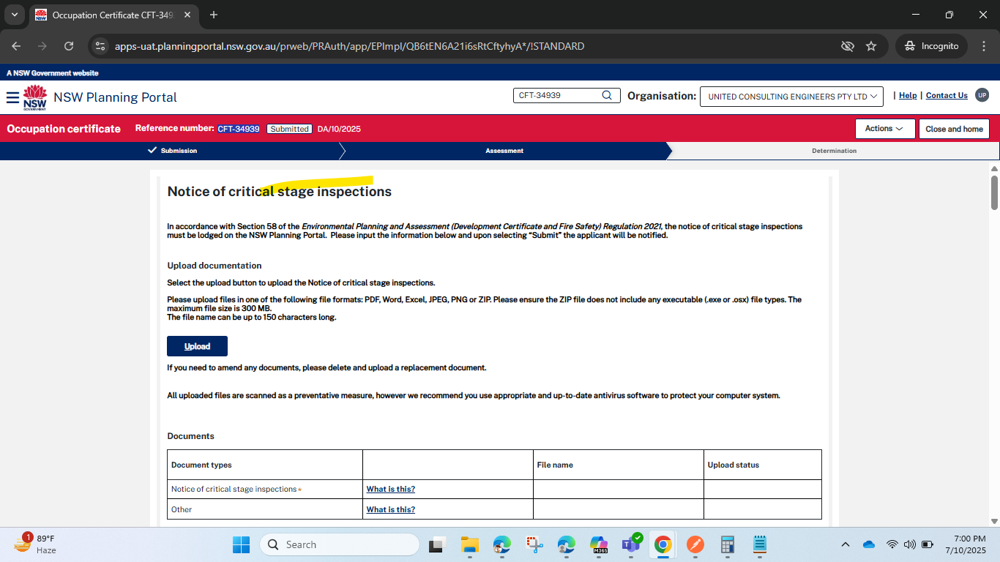 Occupation Certificate CFT-349
apps-uat.planningportal.nsw.gov.au/prweb/PRAuth/app/EPImpl/QB6tEN6A21i6sRtCftyhyA*/!STANDARD
Incognito
A NSW Government website
NSW
GOVERNMENT
NSW Planning Portal
CFT-34939
Organisation:
UNITED CONSULTING ENGINEERS PTY LTD
| Help | Contact Us
UP
Occupation certificate
Reference number: CFT-34939 Submitted DA/10/2025
Actions
Close and home
Submission
Assessment
Determination
Notice of critical stage inspections
In accordance with Section 58 of the Environmental Planning and Assessment (Development Certificate and Fire Safety) Regulation 2021, the notice of critical stage inspections
must be lodged on the NSW Planning Portal. Please input the information below and upon selecting “Submit” the applicant will be notified.
Upload documentation
Select the upload button to upload the Notice of critical stage inspections.
Please upload files in one of the following file formats: PDF, Word, Excel, JPEG, PNG or ZIP. Please ensure the ZIP file does not include any executable (.exe or .osx) file types. The
maximum file size is 300 MB.
The file name can be up to 150 characters long.
Upload
If you need to amend any documents, please delete and upload a replacement document.
All uploaded files are scanned as a preventative measure, however we recommend you use appropriate and up-to-date antivirus software to protect your computer system.
Documents
Document types File name Upload status
Notice of critical stage inspections * What is this?
Other What is this?
1
89°F
Haze
Search
M365
7:00 PM
7/10/2025